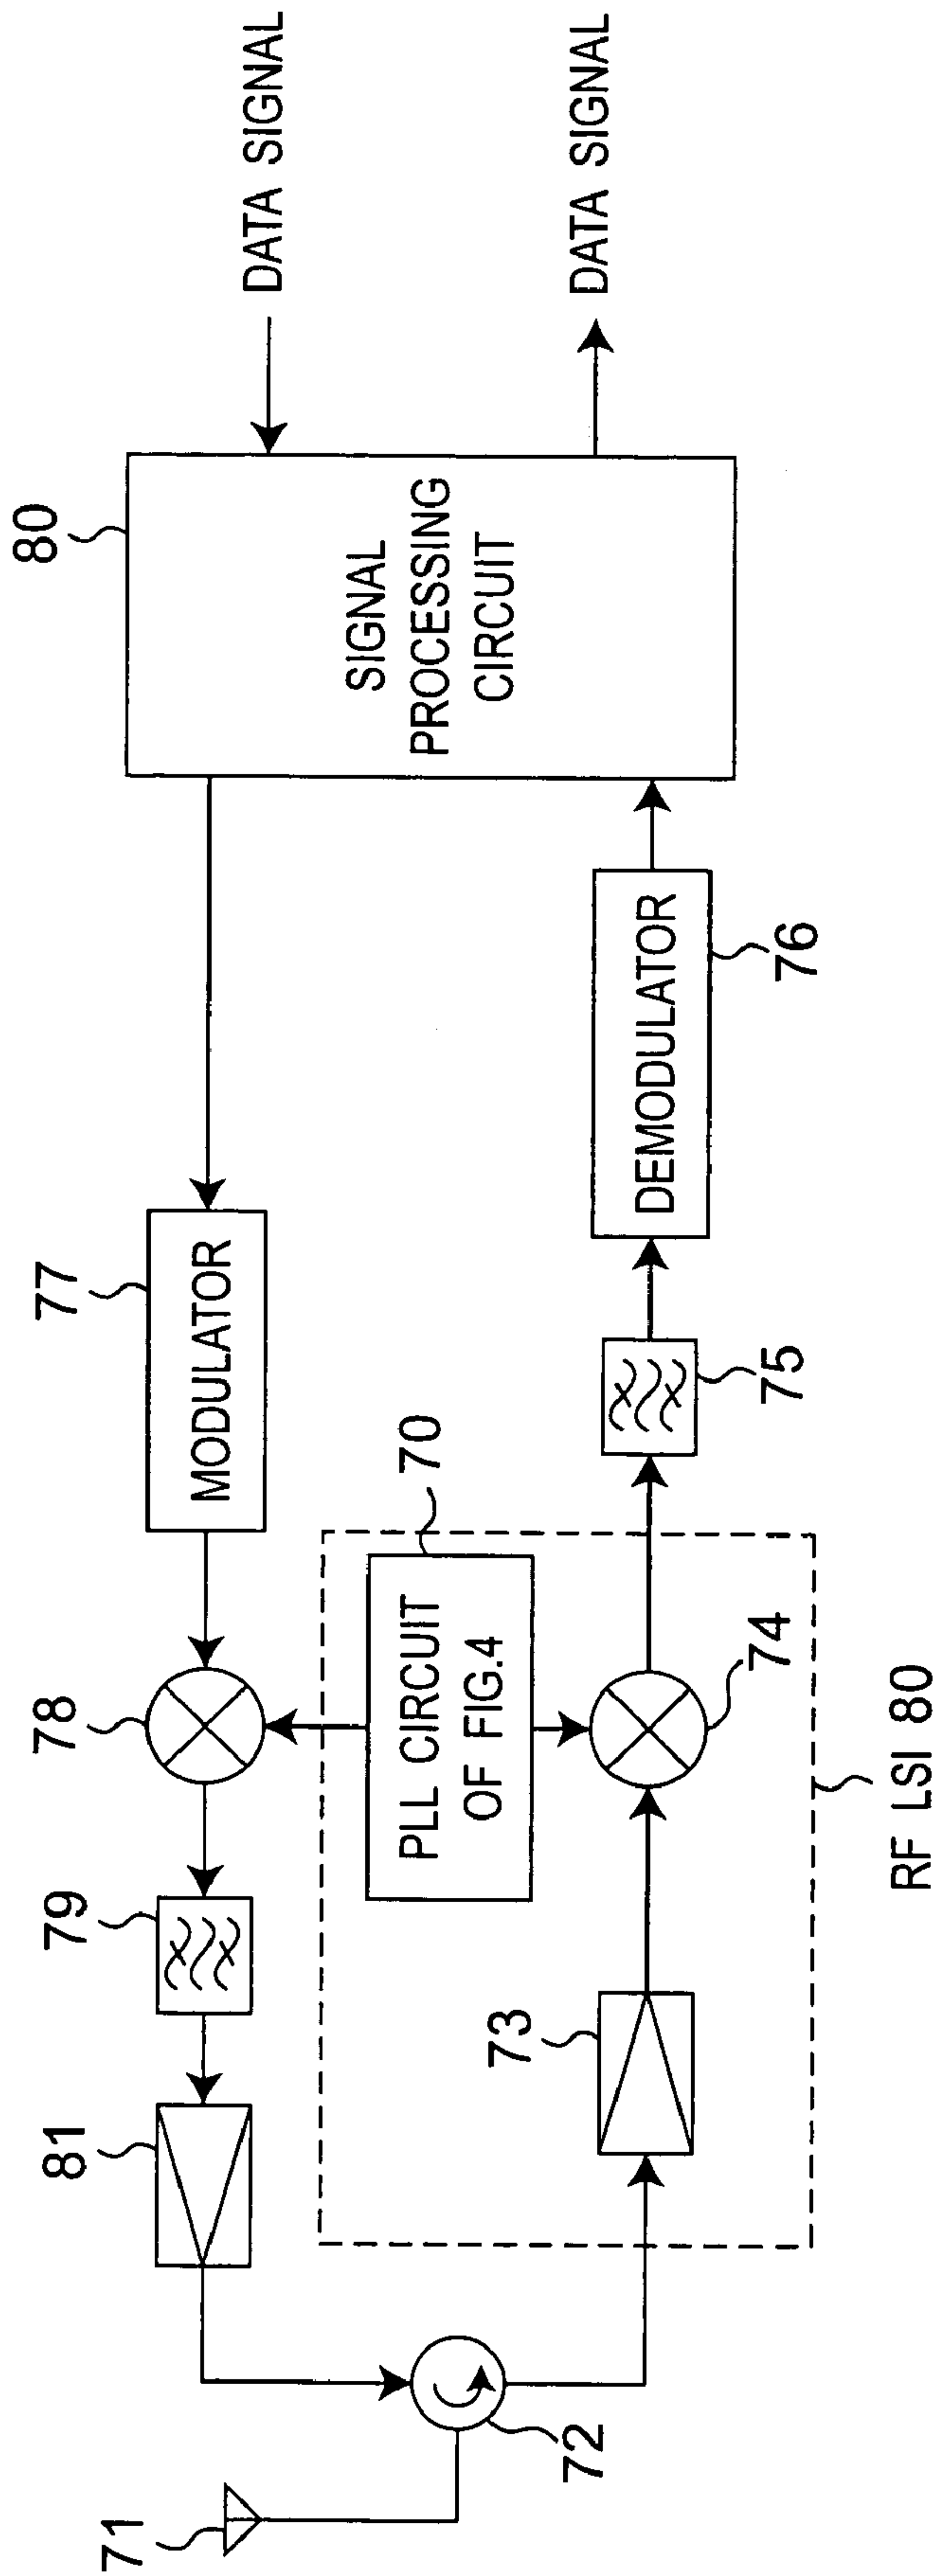 80
DATA SIGNAL
SIGNAL
PROCESSING
CIRCUIT
DATA SIGNAL
77
MODULATOR
DEMODULATOR
76
78
79
81
70
PLL CIRCUIT
OF FIG.4
75
74
73
RF LSI 80
71
72